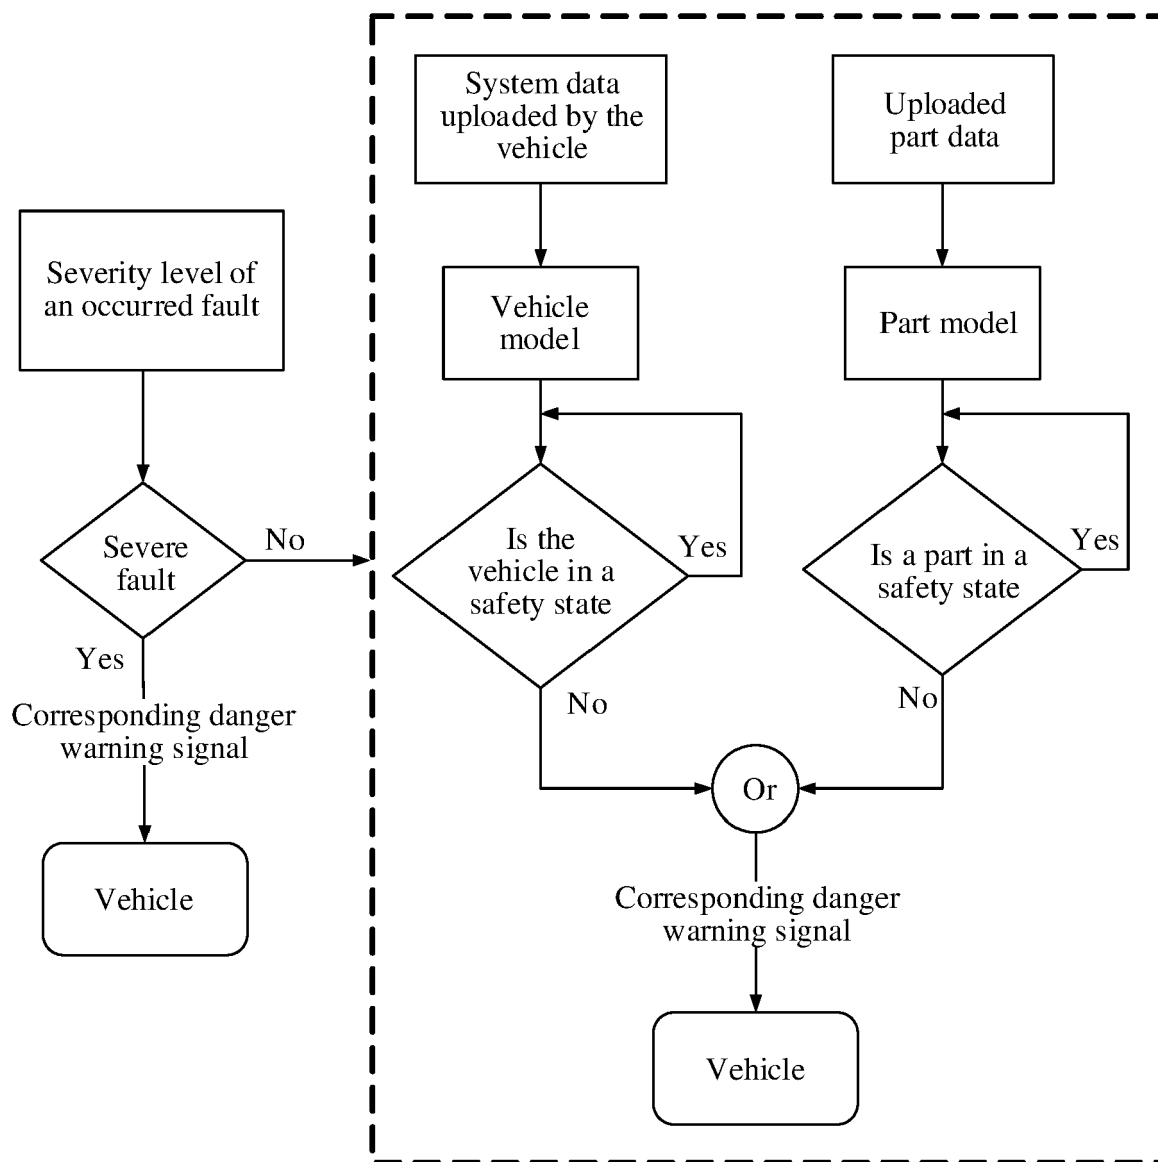 Severity level of
an occurred fault
Severe
fault
No
Yes
Corresponding danger
warning signal
Vehicle
System data
uploaded by the
vehicle
Vehicle
model
Is the
vehicle in a
safety state
Yes
No
Uploaded
part data
Part model
Is a part in a
safety state
Yes
No
Or
Corresponding danger
warning signal
Vehicle